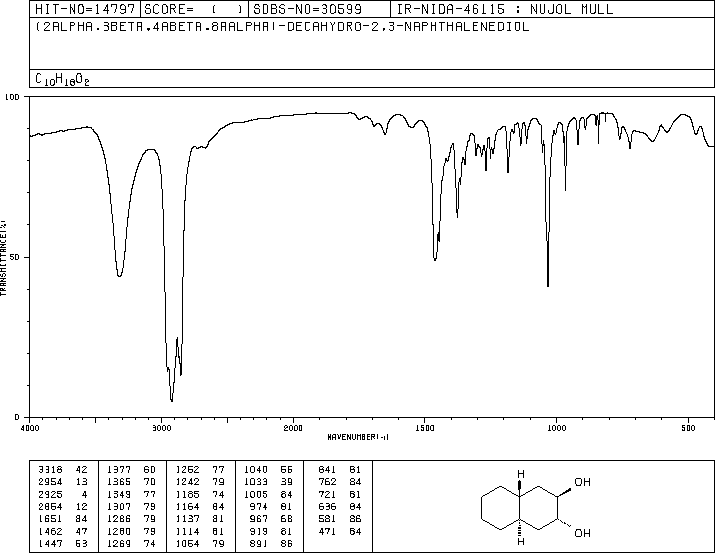 HIT-NO=14797 SCORE= ( ) SDBS-NO=30599 IR-NIDA-46115 : NUJOL MULL
(2ALPHA,3BETA,4ABETA,8AALPHA)-DECAHYDRO-2,3-NAPHTHALENEDIOL
C10H18O2
100
50
0
TRANSMITTANCE(%)
4000 3000 2000 1500 1000 500
WAVENUMBER(-1)
3318 42 1377 60 1252 77 1040 55 841 81
2954 13 1365 70 1242 79 1033 39 762 84
2925 4 1349 77 1185 74 1005 84 721 81
2854 12 1307 79 1164 84 974 81 636 84
1651 84 1286 79 1137 81 967 68 581 86
1462 47 1280 79 1114 81 919 81 471 84
1447 53 1269 74 1054 79 891 86
H
OH
OH
H